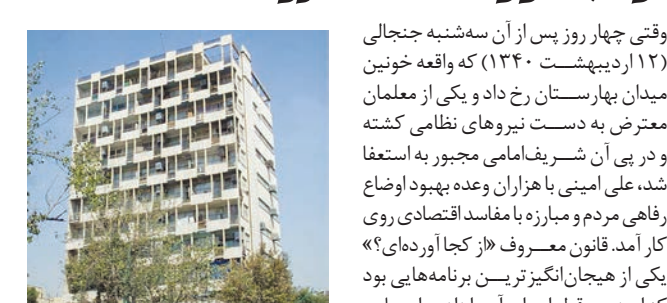 وقتی چهار روز پس از آن سه‌شنبه جنجالی
(۱۲ اردیبهشت ۱۳۴۰) که واقعه خونین
میدان بهارستان رخ داد و یکی از معلمان
معترض به دست نیروهای نظامی کشته
و در پی آن شریف‌امامی مجبور به استعفا
شد، علی امینی با هزاران وعده بهبود اوضاع
رفاهی مردم و مبارزه با مفاسد اقتصادی روی
کار آمد. قانون معروف «از کجا آورده‌ای؟»
یکی از هیجان‌انگیزترین برنامه‌هایی بود